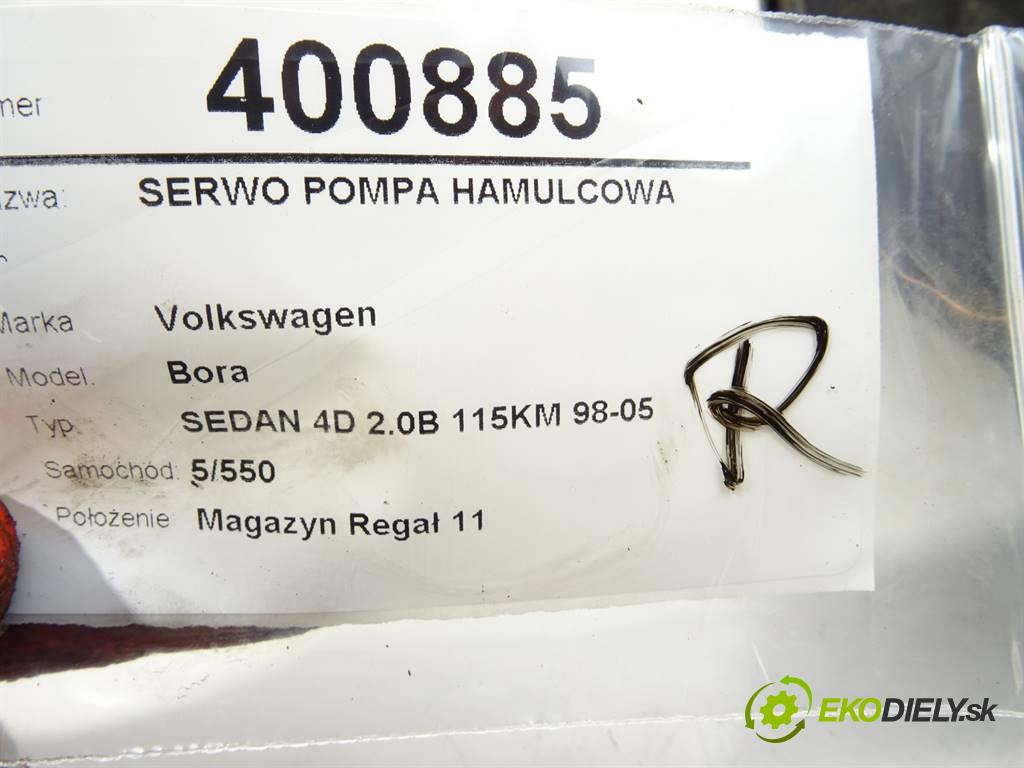 mer 400885
azwa: SERWO POMPA HAMULCOWA
Marka Volkswagen
Model. Bora
Typ. SEDAN 4D 2.0B 115KM 98-05
Samochód: 5/550
Położenie Magazyn Regał 11
R
EKODIELY.sk